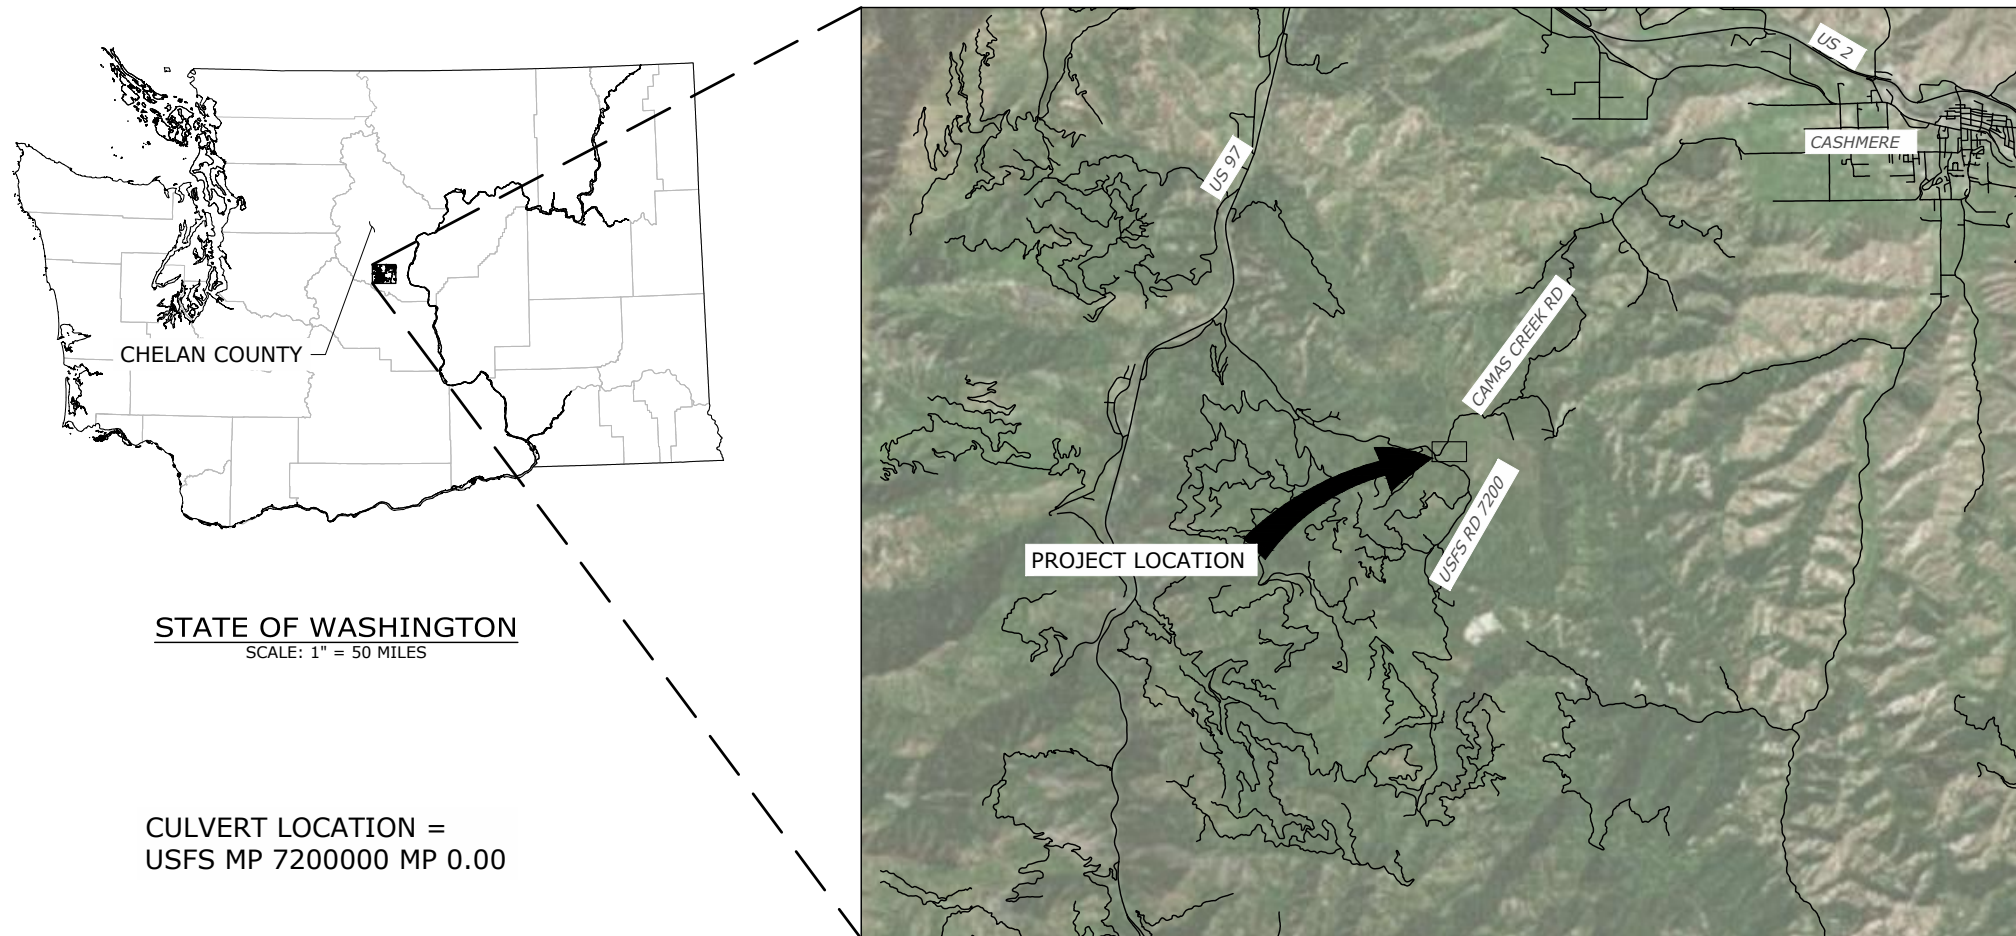 CHELAN COUNTY
STATE OF WASHINGTON
SCALE: 1" = 50 MILES
CULVERT LOCATION =
USFS MP 7200000 MP 0.00
US 2
CASHMERE
US 97
CAMAS CREEK RD
USFS RD 7200
PROJECT LOCATION